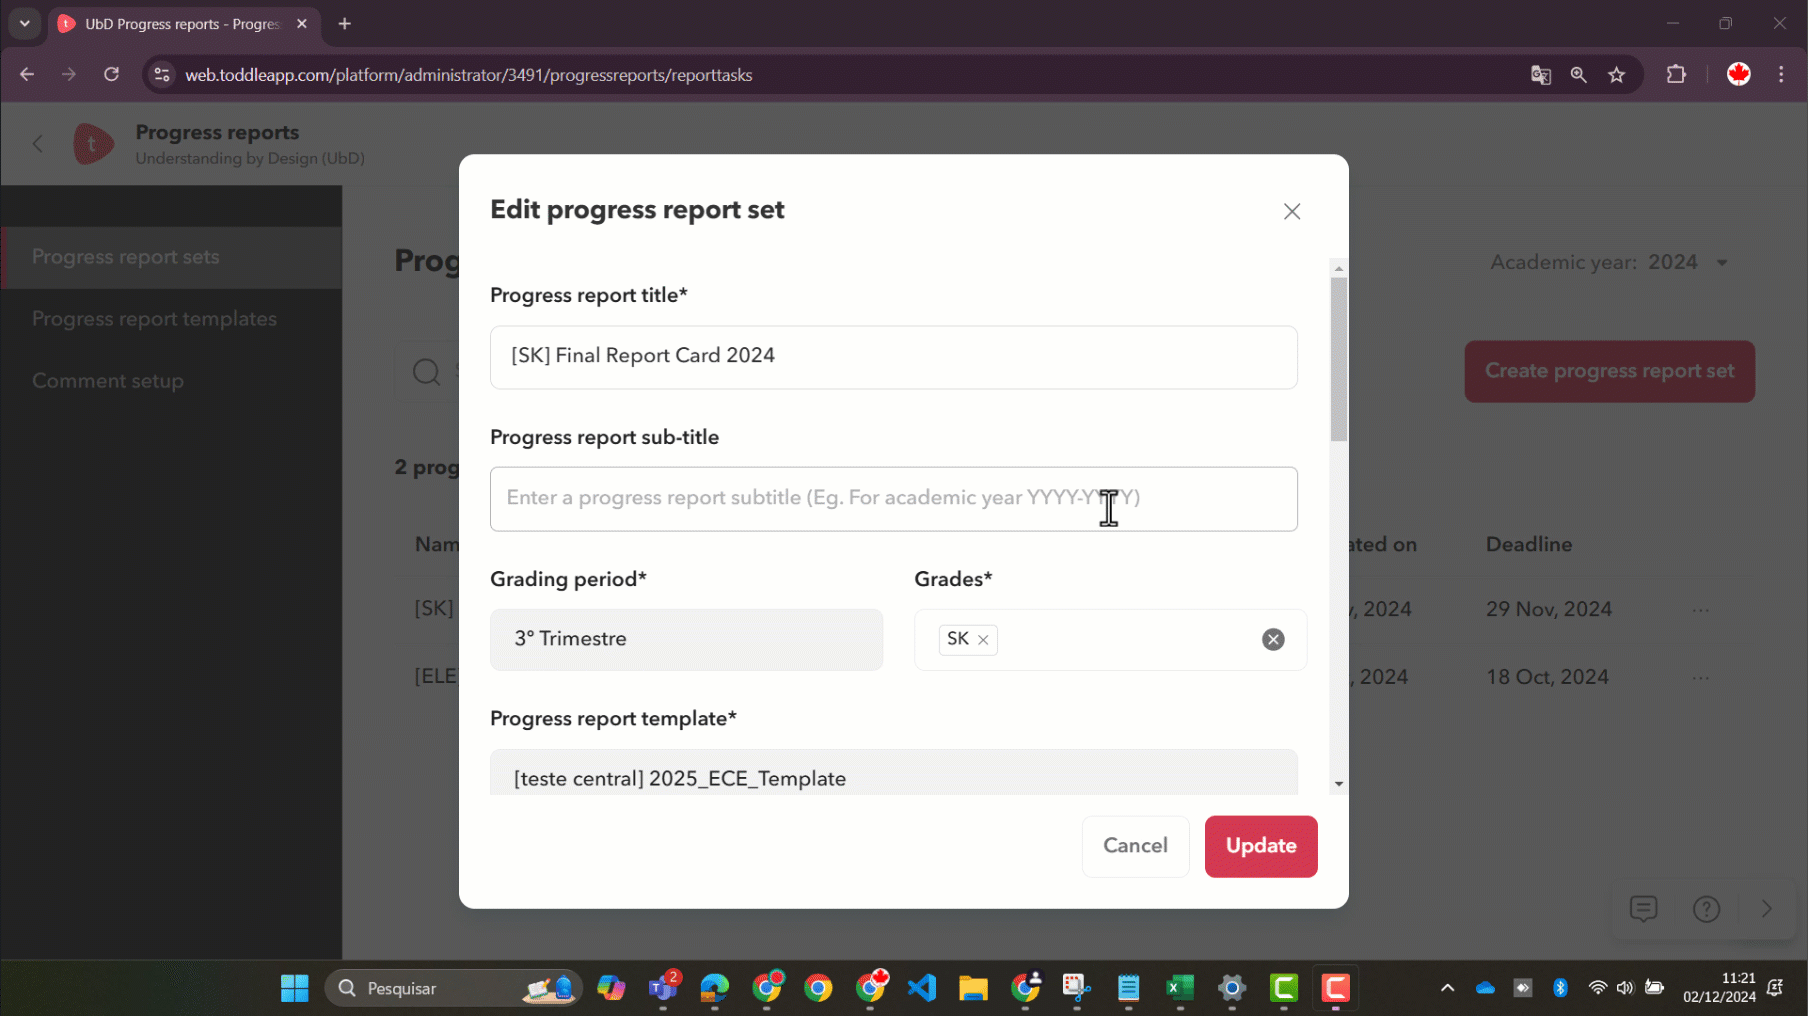 UbD Progress reports - Progres
web.toddleapp.com/platform/administrator/3491/progressreports/reporttasks
t
Progress reports
Understanding by Design (UbD)
Progress report sets
Progress report templates
Comment setup
Prog
Academic year: 2024
Create progress report set
2 prog
Nam
ated on
Deadline
[SK]
, 2024
29 Nov, 2024
[ELE
, 2024
18 Oct, 2024
Edit progress report set
Progress report title*
[SK] Final Report Card 2024
Progress report sub-title
Enter a progress report subtitle (Eg. For academic year YYYY-YYYY)
Grading period*
Grades*
3° Trimestre
SK
Progress report template*
[teste central] 2025_ECE_Template
Cancel
Update
Pesquisar
2
11:21
02/12/2024